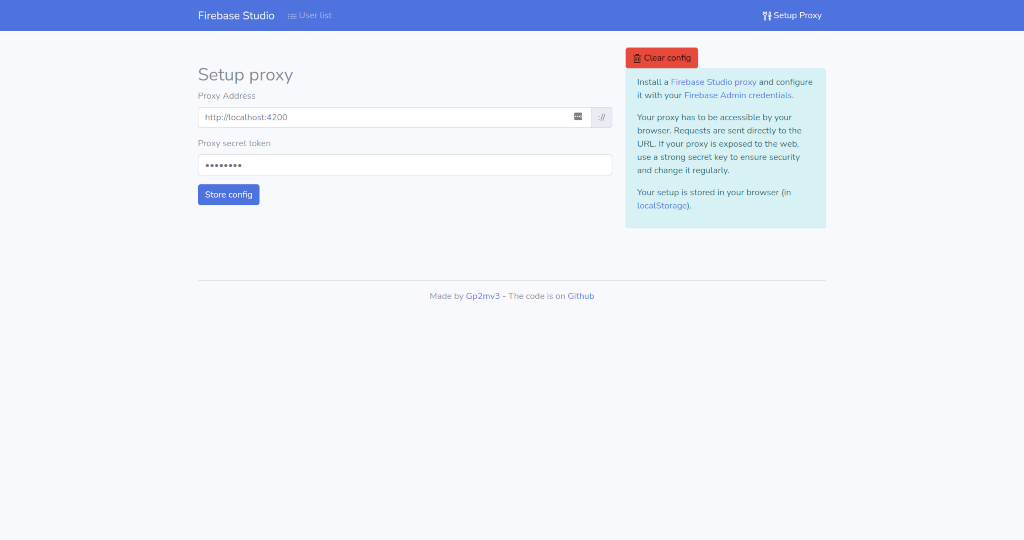 Firebase Studio User list Setup Proxy
Clear config
Setup proxy
Proxy Address
http://localhost:4200 ://
Proxy secret token
••••••••
Store config
Install a Firebase Studio proxy and configure
it with your Firebase Admin credentials.
Your proxy has to be accessible by your
browser. Requests are sent directly to the
URL. If your proxy is exposed to the web,
use a strong secret key to ensure security
and change it regularly.
Your setup is stored in your browser (in
localStorage).
Made by Gp2mv3 - The code is on Github